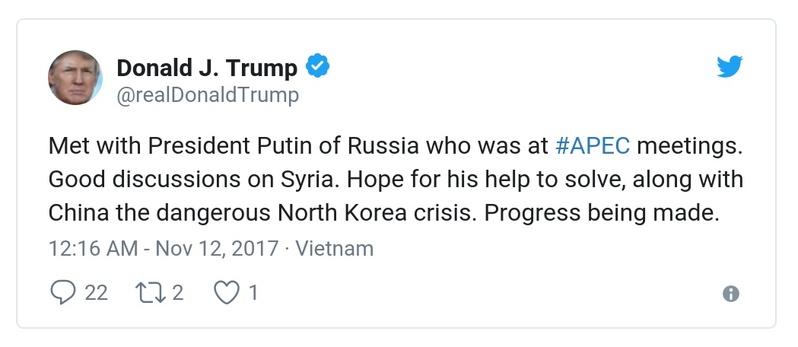 Donald J. Trump
@realDonaldTrump
Met with President Putin of Russia who was at #APEC meetings.
Good discussions on Syria. Hope for his help to solve, along with
China the dangerous North Korea crisis. Progress being made.
12:16 AM - Nov 12, 2017 · Vietnam
22 2 1